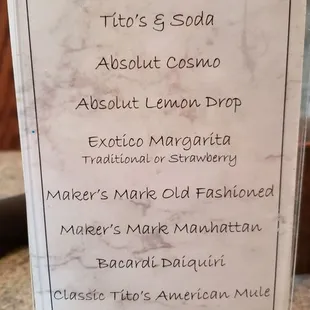 Tito's & Soda
Absolut Cosmo
Absolut Lemon Drop
Exotico Margarita
Traditional or Strawberry
Maker's Mark Old Fashioned
Maker's Mark Manhattan
Bacardi Daiquiri
Classic Tito's American Mule